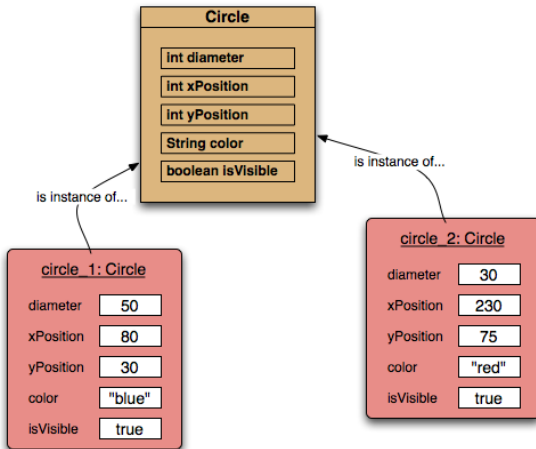 Circle
int diameter
int xPosition
int yPosition
String color
boolean isVisible
is instance of...
is instance of...
circle_1: Circle
diameter 50
xPosition 80
yPosition 30
color "blue"
isVisible true
circle_2: Circle
diameter 30
xPosition 230
yPosition 75
color "red"
isVisible true